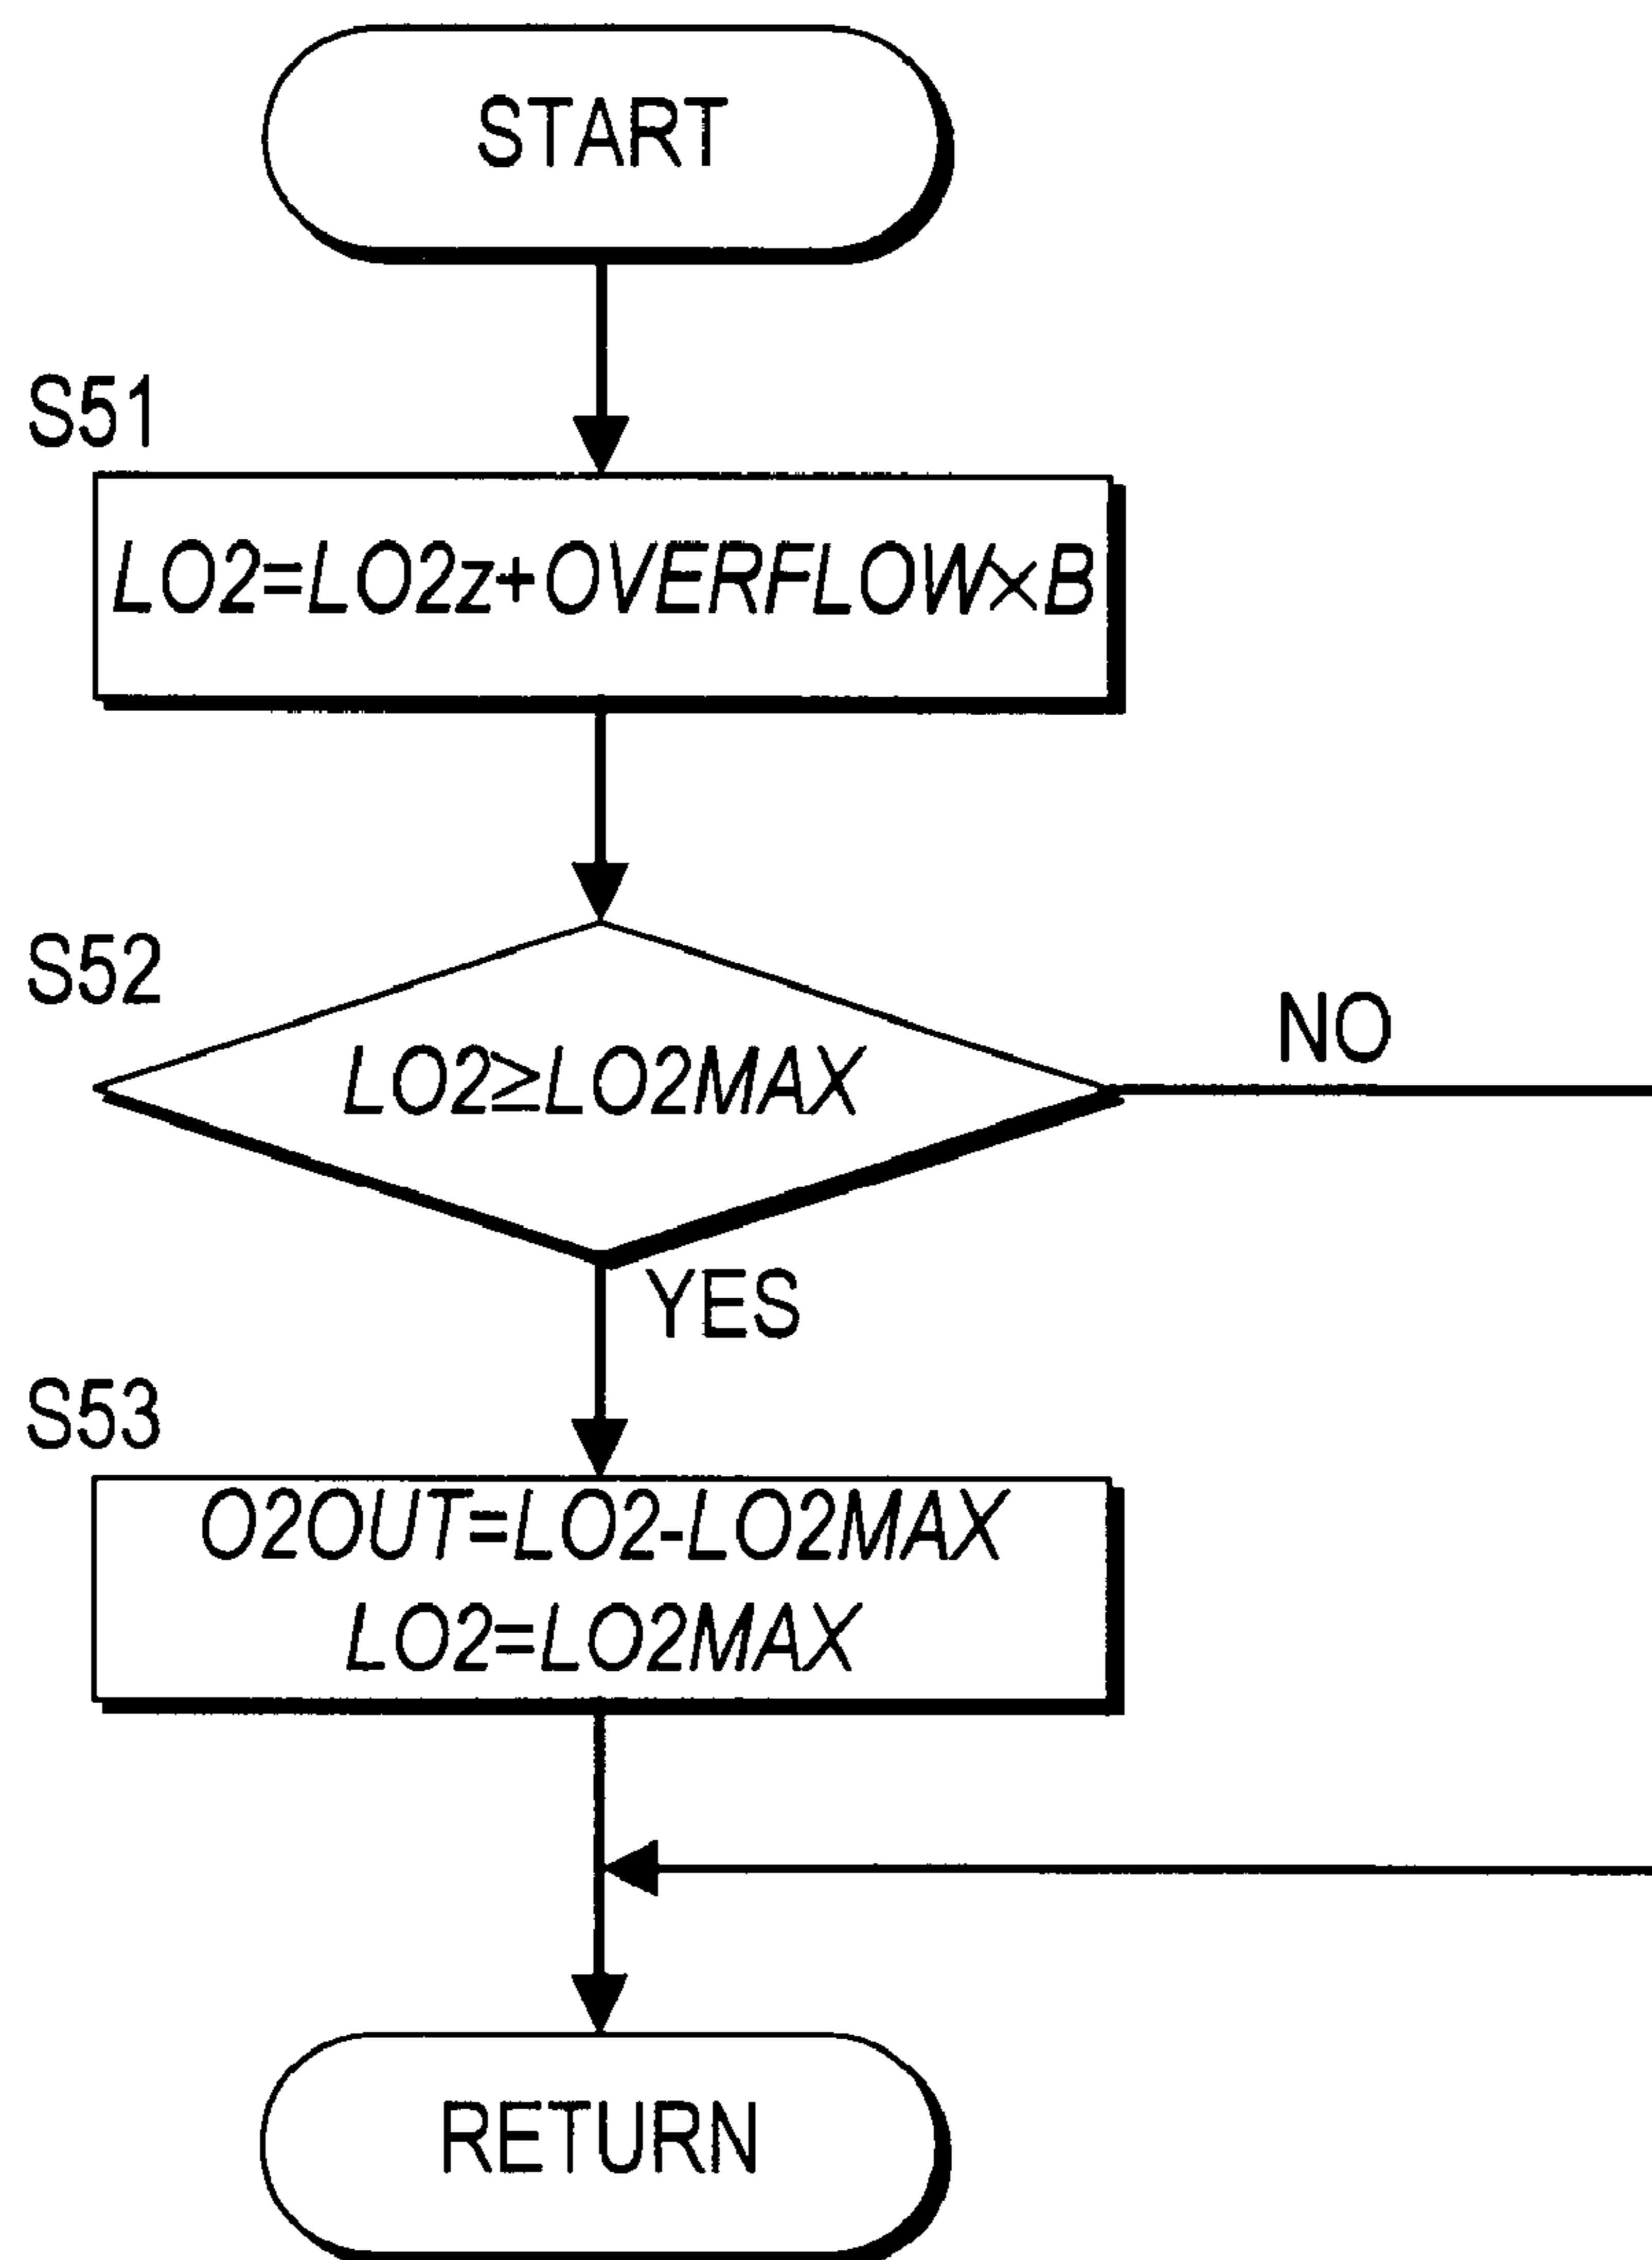 START
S51
LO2=LO2z+OVERFLOW×B
S52
LO2≥LO2MAX
NO
YES
S53
O2OUT=LO2-LO2MAX
LO2=LO2MAX
RETURN